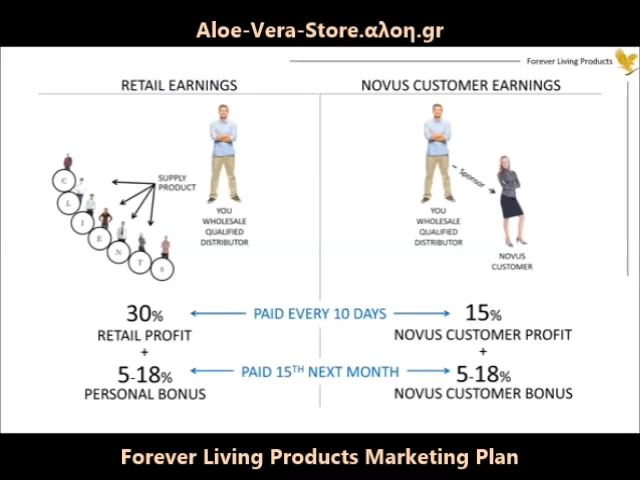 Aloe-Vera-Store.αλοη.gr
Forever Living Products
RETAIL EARNINGS
NOVUS CUSTOMER EARNINGS
SUPPLY
PRODUCT
C
L
I
E
N
T
S
YOU
WHOLESALE
QUALIFIED
DISTRIBUTOR
Sponsor
YOU
WHOLESALE
QUALIFIED
DISTRIBUTOR
NOVUS
CUSTOMER
30%
RETAIL PROFIT
+
5-18%
PERSONAL BONUS
PAID EVERY 10 DAYS
PAID 15TH NEXT MONTH
15%
NOVUS CUSTOMER PROFIT
+
5-18%
NOVUS CUSTOMER BONUS
Forever Living Products Marketing Plan